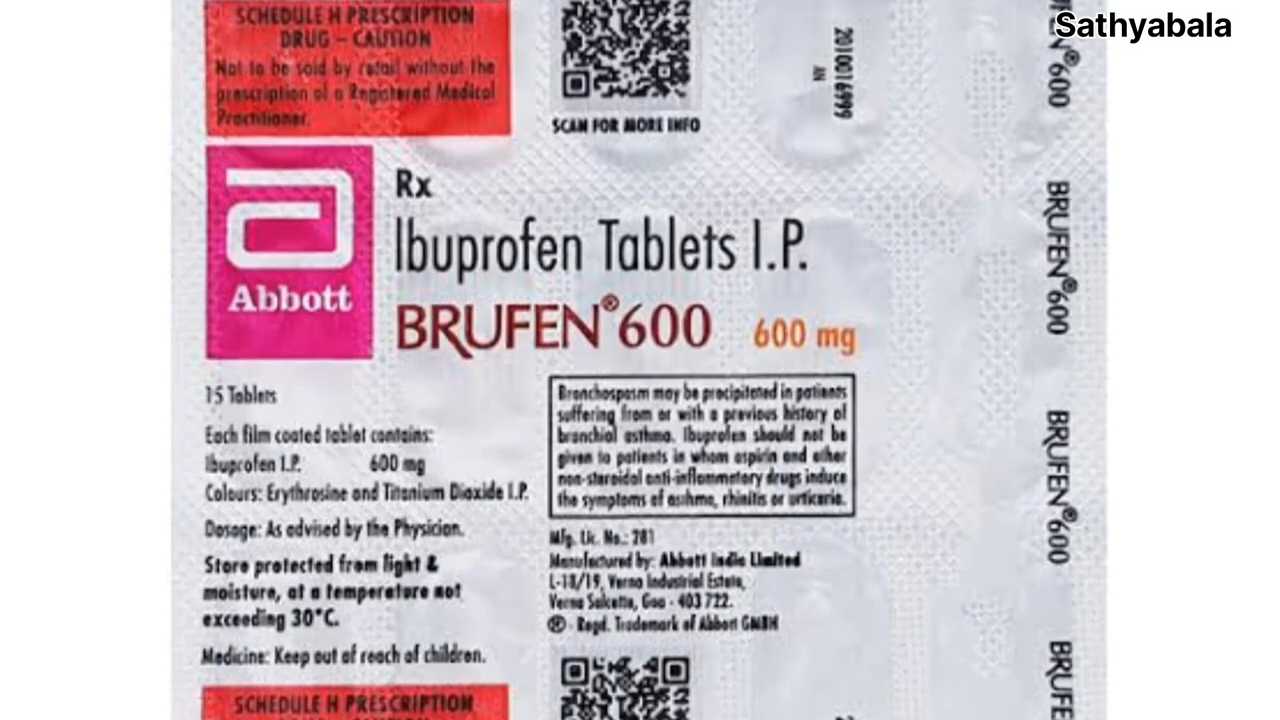 Sathyabala
SCHEDULE H PRESCRIPTION
DRUG – CAUTION
Not to be sold by retail without the
prescription of a Registered Medical
Practitioner.
SCAN FOR MORE INFO
2010016999
AN
Abbott
Rx
Ibuprofen Tablets I.P.
BRUFEN®600 600 mg
15 Tablets
Each film coated tablet contains:
Ibuprofen I.P. 600 mg
Colours: Erythrosine and Titanium Dioxide I.P.
Dosage: As advised by the Physician.
Store protected from light &
moisture, at a temperature not
exceeding 30°C.
Medicine: Keep out of reach of children.
Bronchospasm may be precipitated in patients
suffering from or with a previous history of
bronchial asthma. Ibuprofen should not be
given to patients in whom aspirin and other
non-steroidal anti-inflammatory drugs induce
the symptoms of asthma, rhinitis or urticaria.
Mfg. Lic. No.: 281
Manufactured by: Abbott India Limited
L-18/19, Verna Industrial Estate,
Verna Salcette, Goa - 403 722.
® - Regd. Trademark of Abbott GMBH
SCHEDULE H PRESCRIPTION
N®600
BRUFEN®600
BRUFEN®600
BRUFE